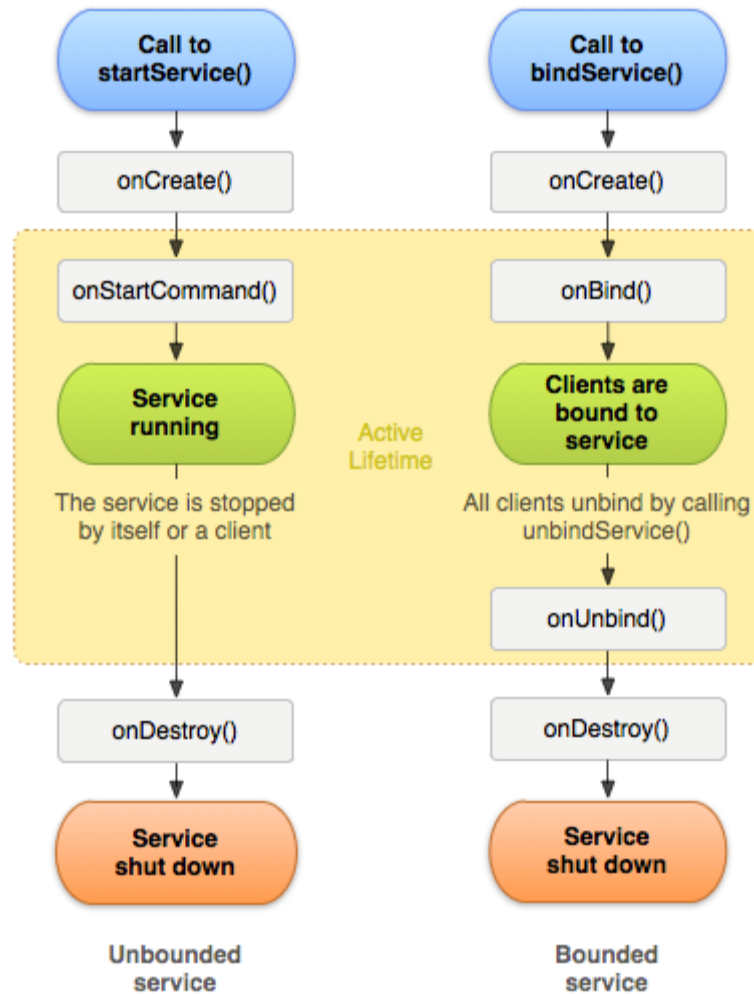 Call to
startService()
onCreate()
onStartCommand()
Service
running
The service is stopped
by itself or a client
onDestroy()
Service
shut down
Unbounded
service
Active
Lifetime
Call to
bindService()
onCreate()
onBind()
Clients are
bound to
service
All clients unbind by calling
unbindService()
onUnbind()
onDestroy()
Service
shut down
Bounded
service